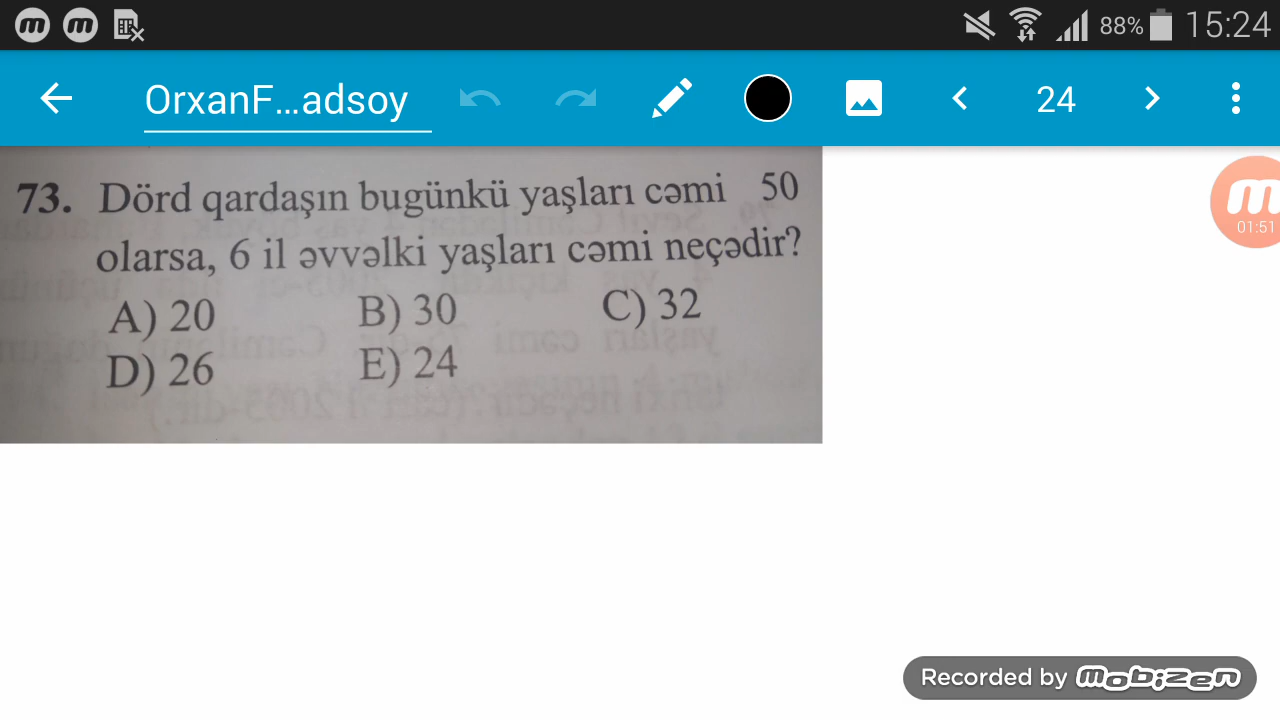 88% 15:24
OrxanF...adsoy 24
73. Dörd qardaşın bugünkü yaşları cəmi 50
olarsa, 6 il əvvəlki yaşları cəmi neçədir?
A) 20 B) 30 C) 32
D) 26 E) 24
01:51
Recorded by mobizen